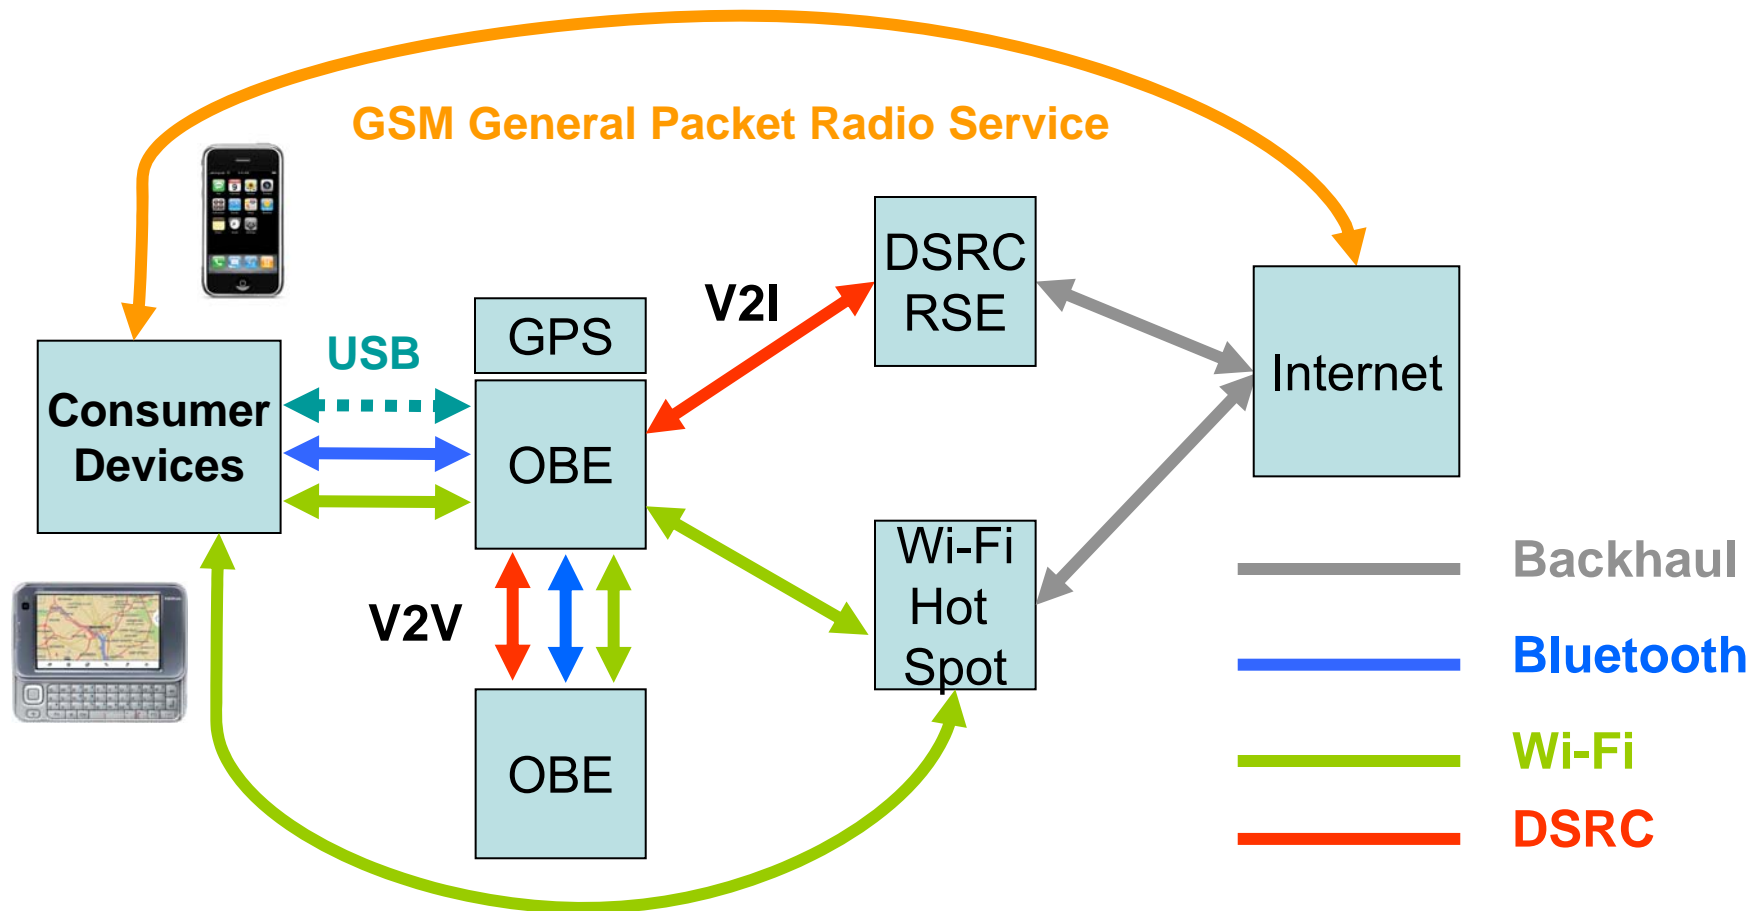 GSM General Packet Radio Service
DSRC
RSE
V2I
GPS
USB
Internet
Consumer
Devices
OBE
Wi-Fi
Hot
Spot
V2V
OBE
Backhaul
Bluetooth
Wi-Fi
DSRC